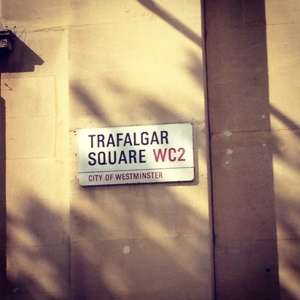 TRAFALGAR
SQUARE WC2
CITY OF WESTMINSTER